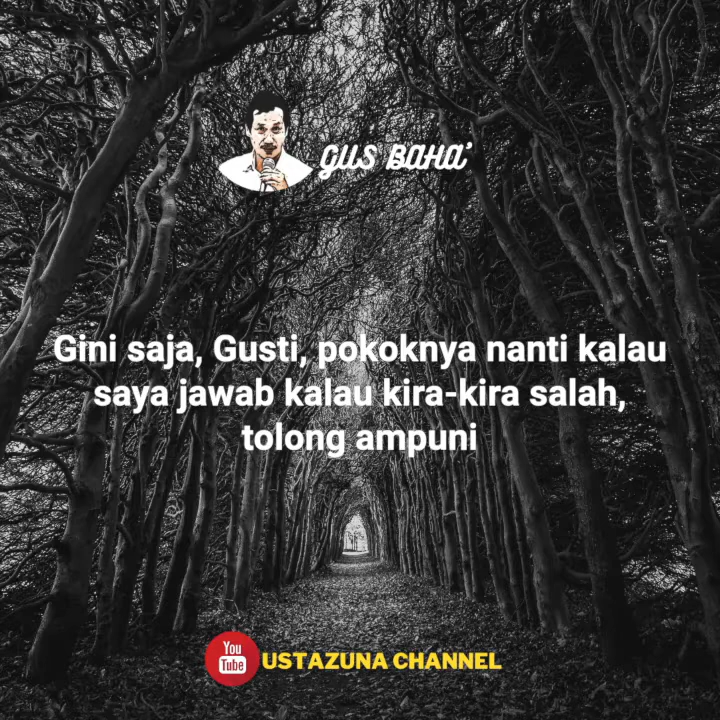 GUS BAHA'
Gini saja, Gusti, pokoknya nanti kalau
saya jawab kalau kira-kira salah,
tolong ampuni
You
Tube
USTAZUNA CHANNEL